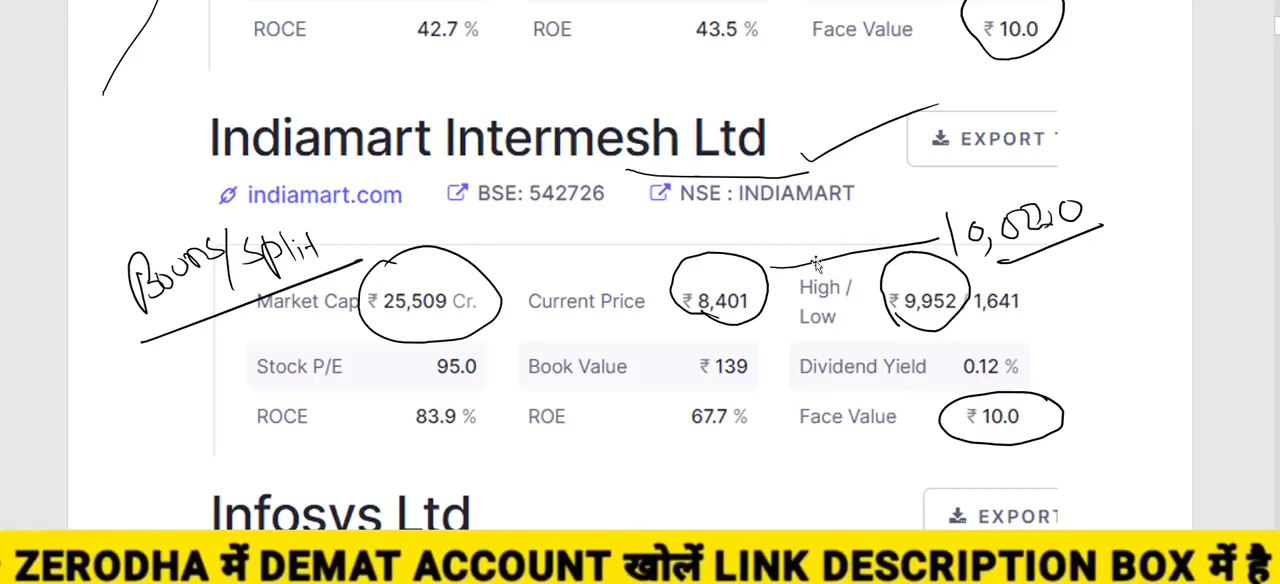 ROCE 42.7 % ROE 43.5 % Face Value ₹ 10.0
Indiamart Intermesh Ltd
EXPORT
indiamart.com BSE: 542726 NSE : INDIAMART
10,000
Bouns/split
Market Cap ₹ 25,509 Cr. Current Price ₹ 8,401 High / Low ₹ 9,952 / 1,641
Stock P/E 95.0 Book Value ₹ 139 Dividend Yield 0.12 %
ROCE 83.9 % ROE 67.7 % Face Value ₹ 10.0
Infosys Ltd
EXPORT
ZERODHA में DEMAT ACCOUNT खोलें LINK DESCRIPTION BOX में है